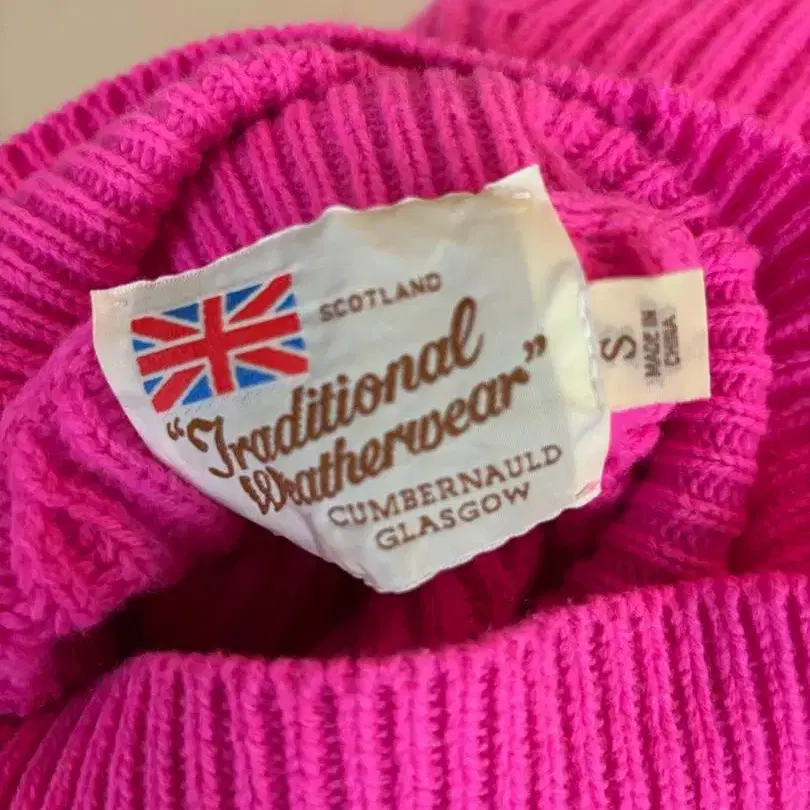 SCOTLAND
"Traditional
Weatherwear"
CUMBERNAULD
GLASGOW
S
MADE IN
CHINA